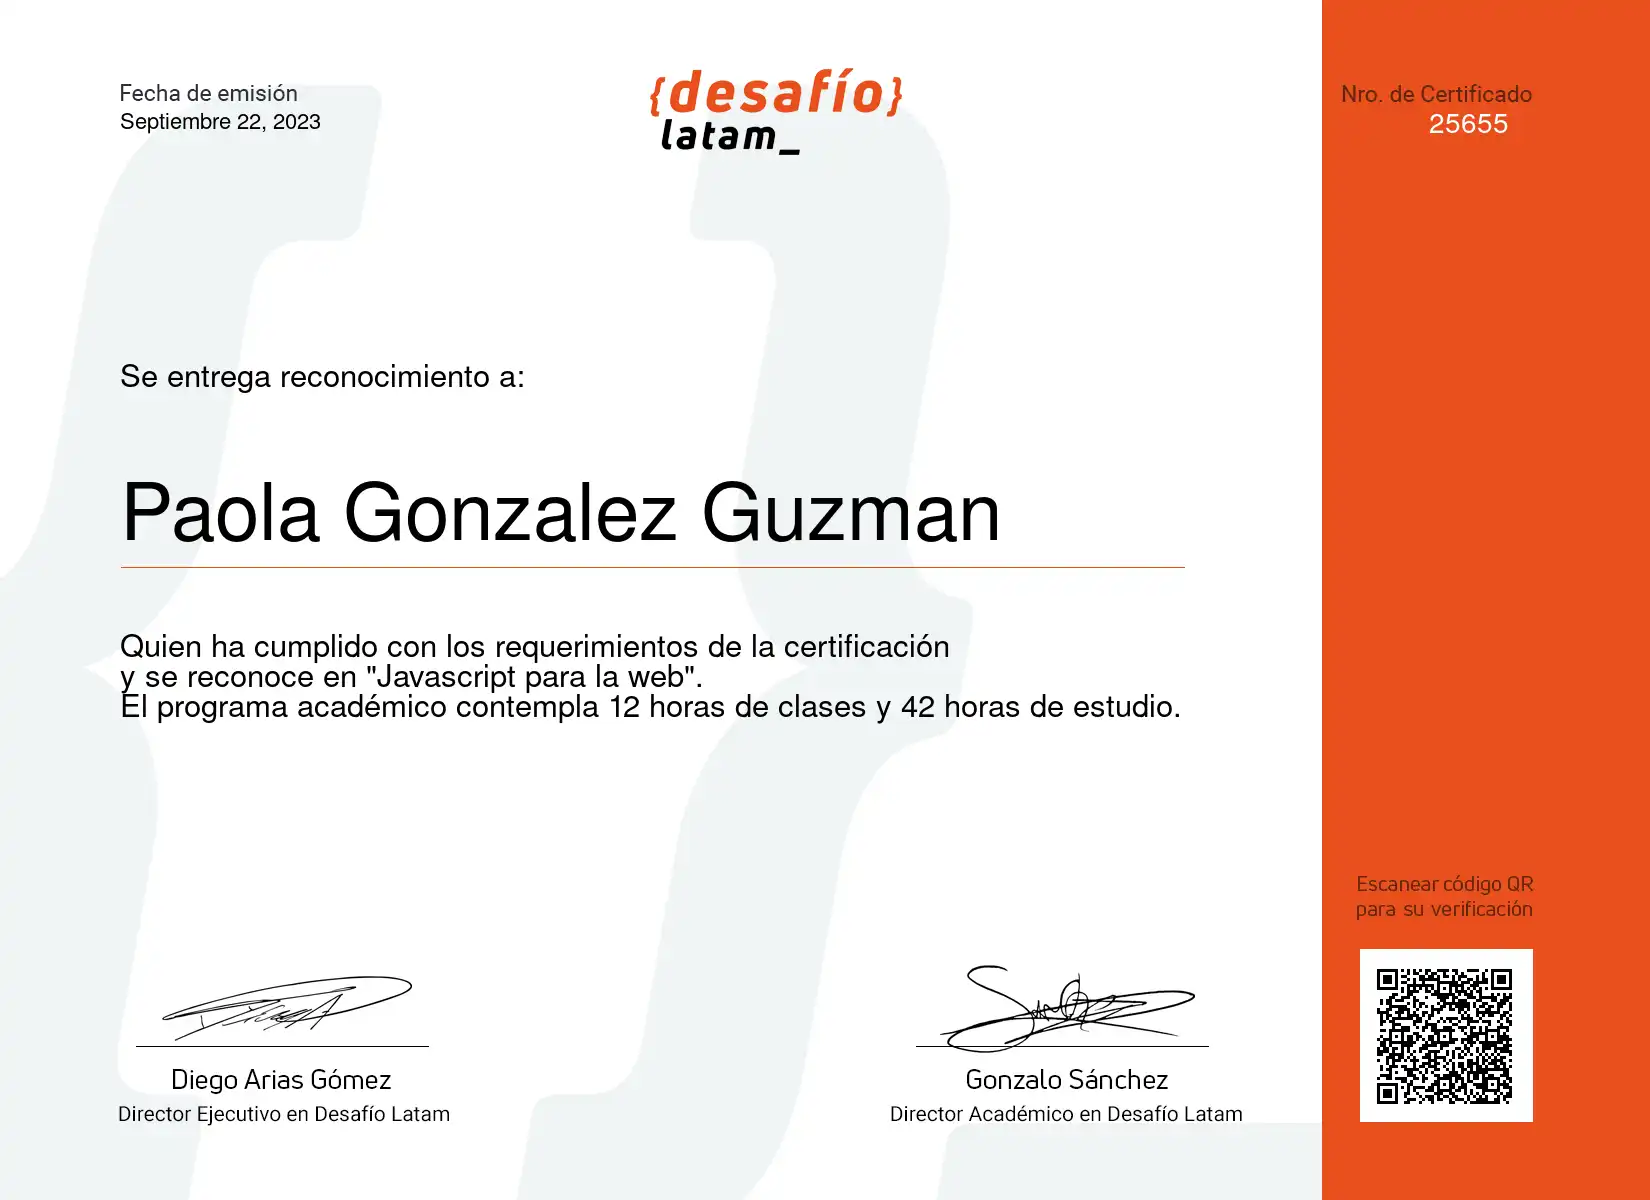 Fecha de emisión
Septiembre 22, 2023
{desafío}
latam_
Nro. de Certificado
25655
Se entrega reconocimiento a:
Paola Gonzalez Guzman
Quien ha cumplido con los requerimientos de la certificación
y se reconoce en "Javascript para la web".
El programa académico contempla 12 horas de clases y 42 horas de estudio.
Escanear código QR
para su verificación
Diego Arias Gómez
Director Ejecutivo en Desafío Latam
Gonzalo Sánchez
Director Académico en Desafío Latam